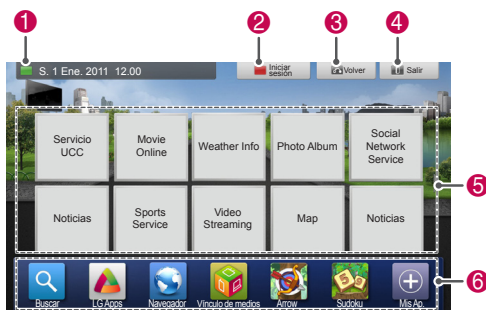 1
2
3
4
S. 1 Ene. 2011 12.00
Iniciar
sesión
Volver
Salir
Servicio
UCC
Movie
Online
Weather Info
Photo Album
Social
Network
Service
5
Noticias
Sports
Service
Video
Streaming
Map
Noticias
6
Buscar
LG Apps
Navegador
Vínculo de medios
Arrow
Sudoku
Mis Ap.